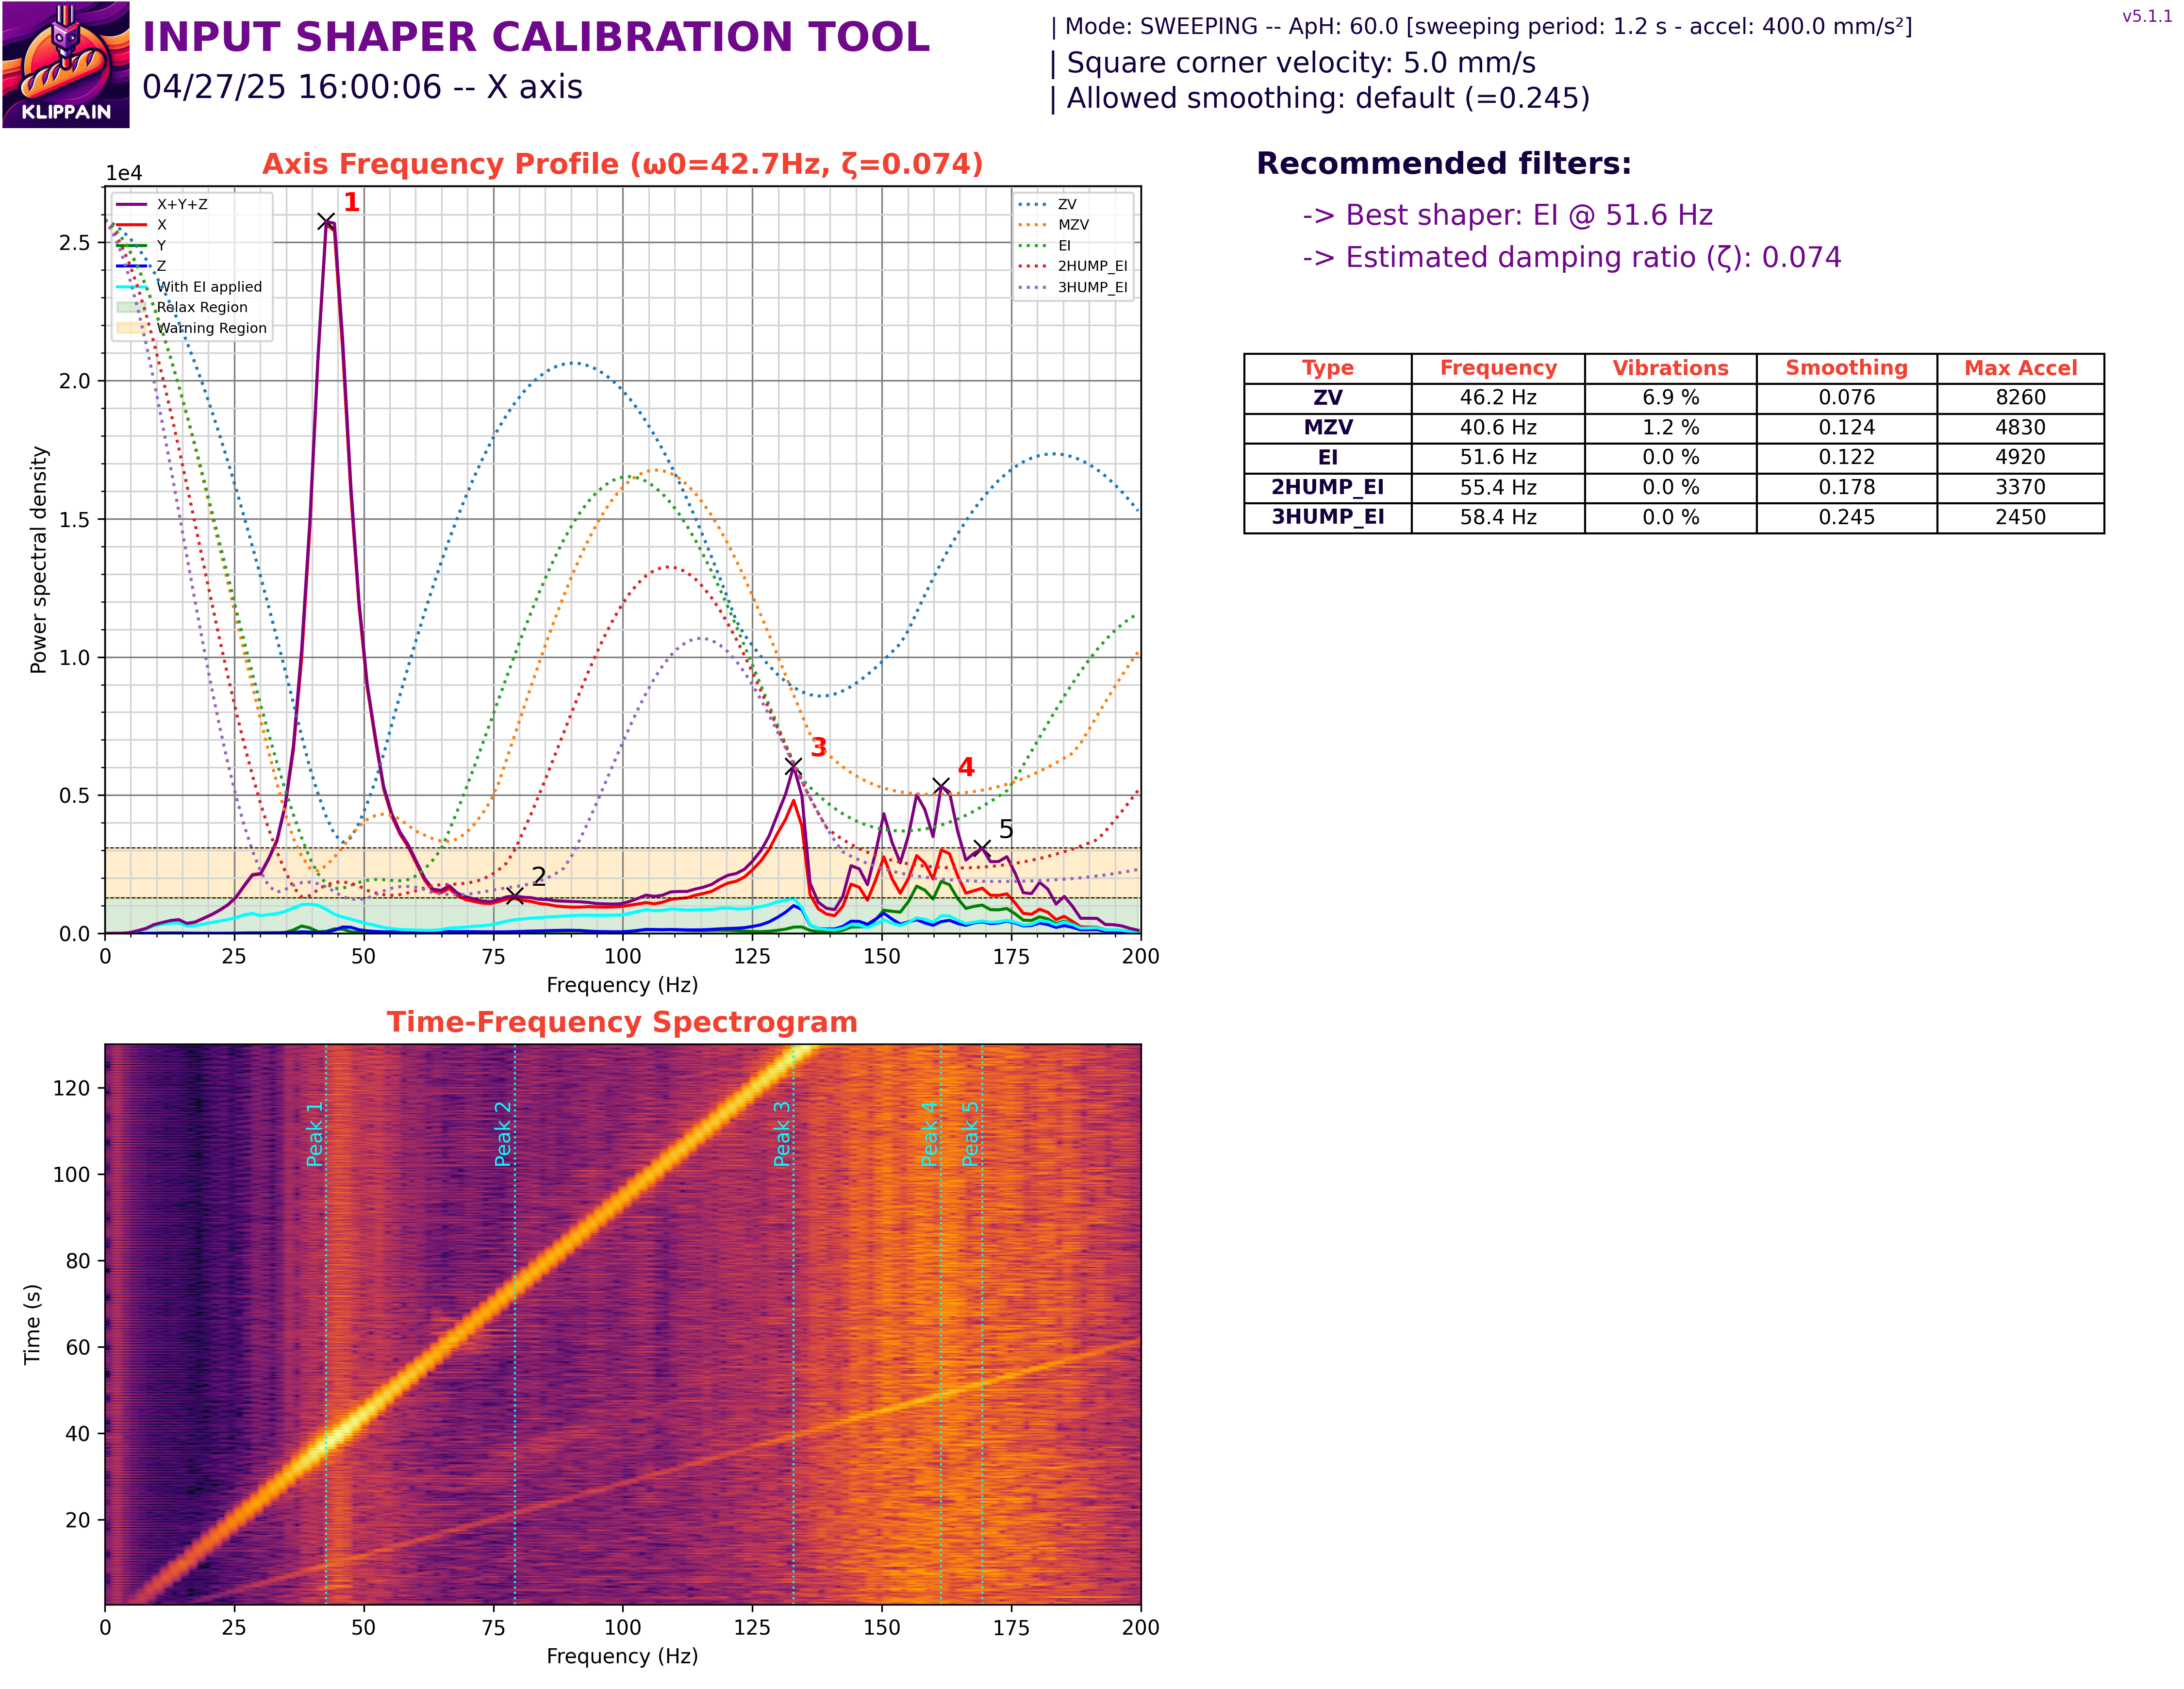 KLIPPAIN
INPUT SHAPER CALIBRATION TOOL
04/27/25 16:00:06 -- X axis
| Mode: SWEEPING -- ApH: 60.0 [sweeping period: 1.2 s - accel: 400.0 mm/s²]
| Square corner velocity: 5.0 mm/s
| Allowed smoothing: default (=0.245)
v5.1.1
Axis Frequency Profile (ω0=42.7Hz, ζ=0.074)
1e4
X+Y+Z
X
Y
Z
With EI applied
Relax Region
Warning Region
ZV
MZV
EI
2HUMP_EI
3HUMP_EI
1
2
3
4
5
Power spectral density
2.5
2.0
1.5
1.0
0.5
0.0
0 25 50 75 100 125 150 175 200
Frequency (Hz)
Recommended filters:
-> Best shaper: EI @ 51.6 Hz
-> Estimated damping ratio (ζ): 0.074
Type Frequency Vibrations Smoothing Max Accel
ZV 46.2 Hz 6.9 % 0.076 8260
MZV 40.6 Hz 1.2 % 0.124 4830
EI 51.6 Hz 0.0 % 0.122 4920
2HUMP_EI 55.4 Hz 0.0 % 0.178 3370
3HUMP_EI 58.4 Hz 0.0 % 0.245 2450
Time-Frequency Spectrogram
Peak 1
Peak 2
Peak 3
Peak 4
Peak 5
Time (s)
120
100
80
60
40
20
0 25 50 75 100 125 150 175 200
Frequency (Hz)